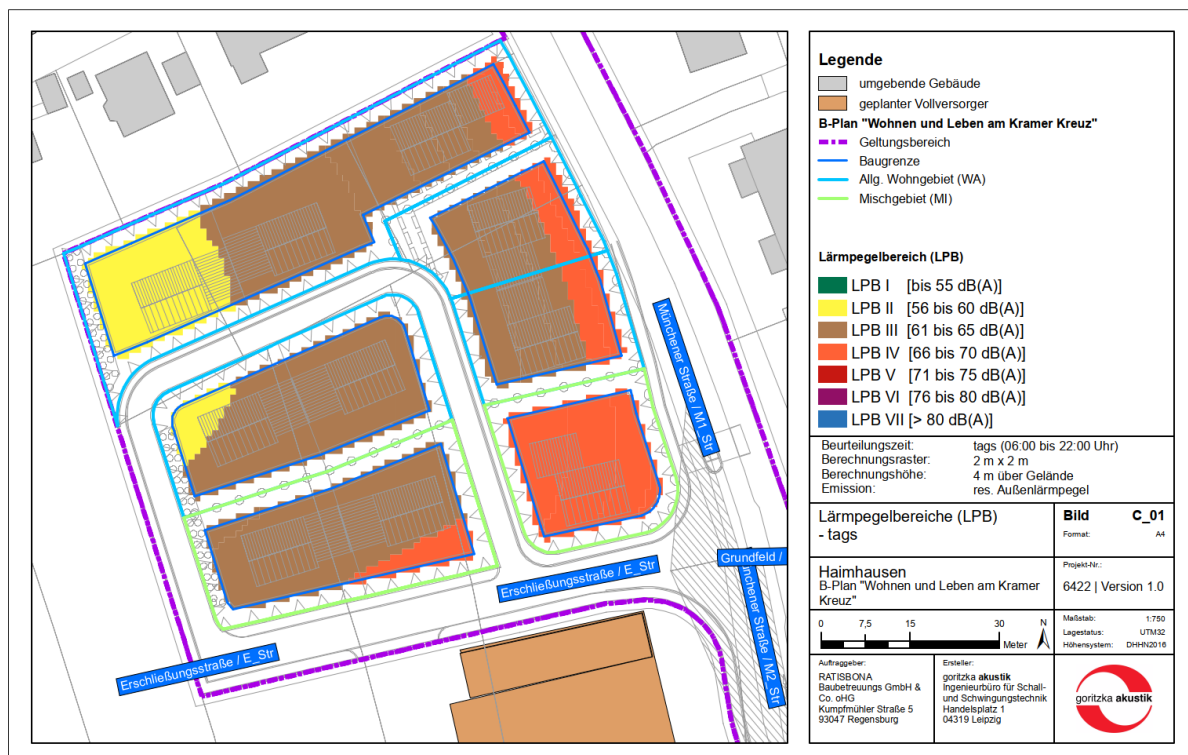 Münchener Straße / M1_Str
Grundfeld /
ünchener Straße / M2_Str
Erschließungsstraße / E_Str
Erschließungsstraße / E_Str
Legende
umgebende Gebäude
geplanter Vollversorger
B-Plan "Wohnen und Leben am Kramer Kreuz"
Geltungsbereich
Baugrenze
Allg. Wohngebiet (WA)
Mischgebiet (MI)
Lärmpegelbereich (LPB)
LPB I [bis 55 dB(A)]
LPB II [56 bis 60 dB(A)]
LPB III [61 bis 65 dB(A)]
LPB IV [66 bis 70 dB(A)]
LPB V [71 bis 75 dB(A)]
LPB VI [76 bis 80 dB(A)]
LPB VII [> 80 dB(A)]
Beurteilungszeit: tags (06:00 bis 22:00 Uhr)
Berechnungsraster: 2 m x 2 m
Berechnungshöhe: 4 m über Gelände
Emission: res. Außenlärmpegel
Lärmpegelbereiche (LPB)
- tags
Bild C_01
Format: A4
Haimhausen
B-Plan "Wohnen und Leben am Kramer
Kreuz"
Projekt-Nr.:
6422 | Version 1.0
0 7,5 15 30
Meter
N
Maßstab: 1:750
Lagestatus: UTM32
Höhensystem: DHHN2016
Auftraggeber:
RATISBONA
Baubetreuungs GmbH &
Co. oHG
Kumpfmühler Straße 5
93047 Regensburg
Ersteller:
goritzka akustik
Ingenieurbüro für Schall-
und Schwingungstechnik
Handelsplatz 1
04319 Leipzig
goritzka akustik